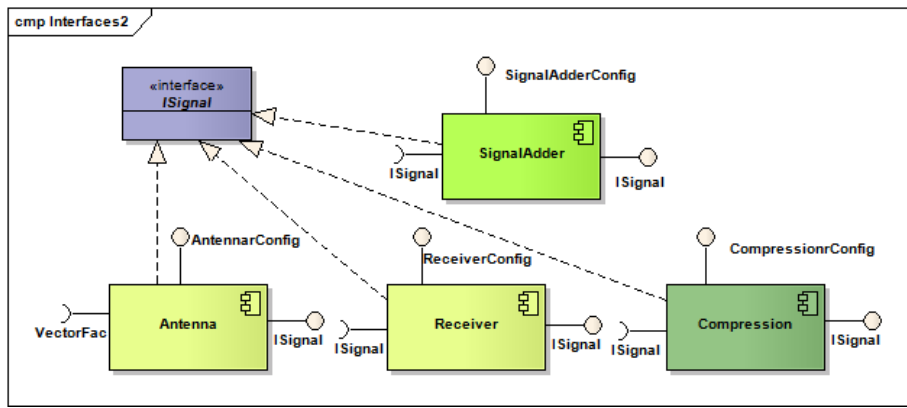 cmp Interfaces2
«interface»
ISignal
SignalAdderConfig
SignalAdder
ISignal
ISignal
AntennarConfig
ReceiverConfig
CompressionrConfig
Antenna
Receiver
Compression
VectorFac
ISignal
ISignal
ISignal
ISignal
ISignal